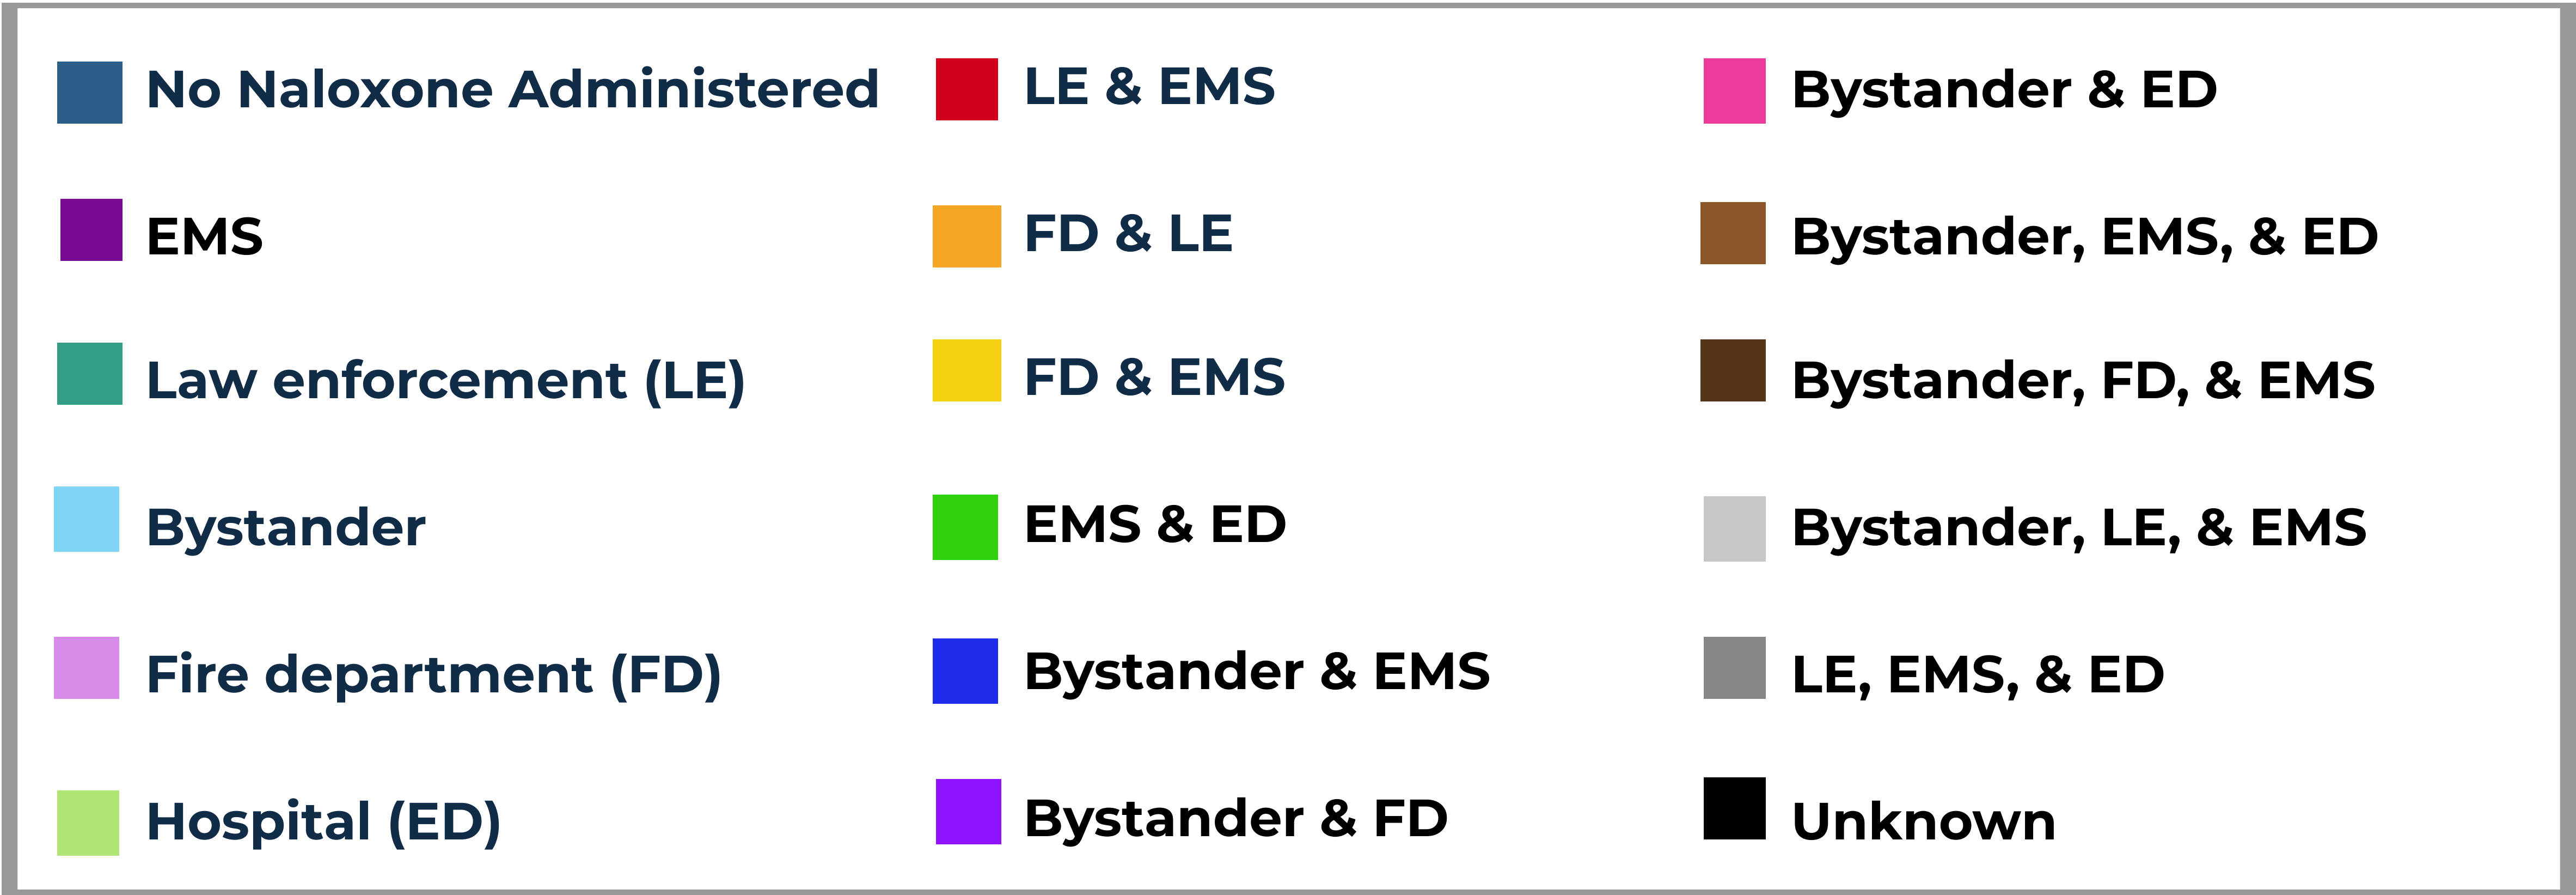 No Naloxone Administered
EMS
Law enforcement (LE)
Bystander
Fire department (FD)
Hospital (ED)
LE & EMS
FD & LE
FD & EMS
EMS & ED
Bystander & EMS
Bystander & FD
Bystander & ED
Bystander, EMS, & ED
Bystander, FD, & EMS
Bystander, LE, & EMS
LE, EMS, & ED
Unknown